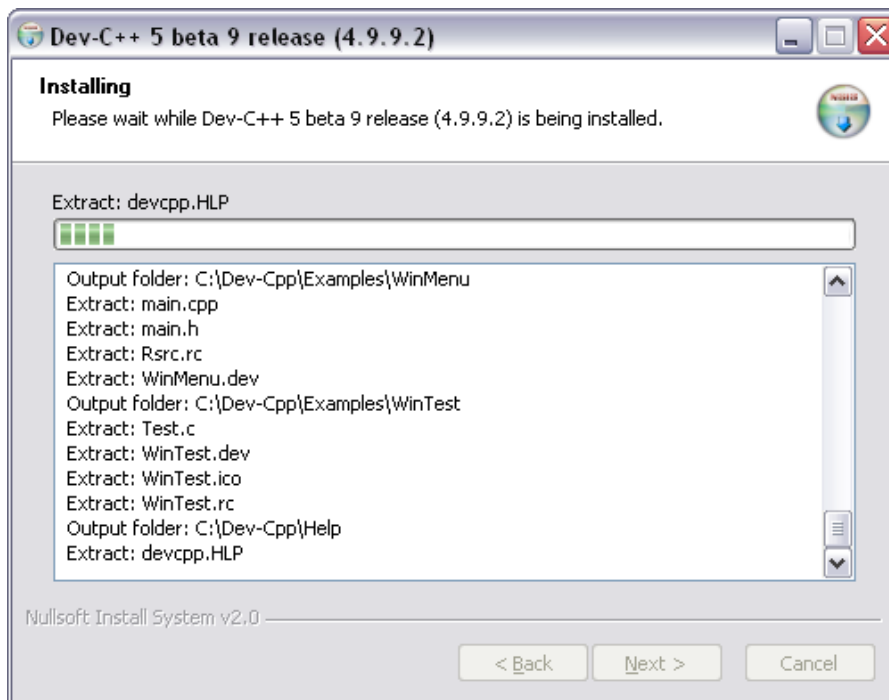 Dev-C++ 5 beta 9 release (4.9.9.2)
Installing
Please wait while Dev-C++ 5 beta 9 release (4.9.9.2) is being installed.
Extract: devcpp.HLP
Output folder: C:\Dev-Cpp\Examples\WinMenu
Extract: main.cpp
Extract: main.h
Extract: Rsrc.rc
Extract: WinMenu.dev
Output folder: C:\Dev-Cpp\Examples\WinTest
Extract: Test.c
Extract: WinTest.dev
Extract: WinTest.ico
Extract: WinTest.rc
Output folder: C:\Dev-Cpp\Help
Extract: devcpp.HLP
Nullsoft Install System v2.0
< Back Next > Cancel